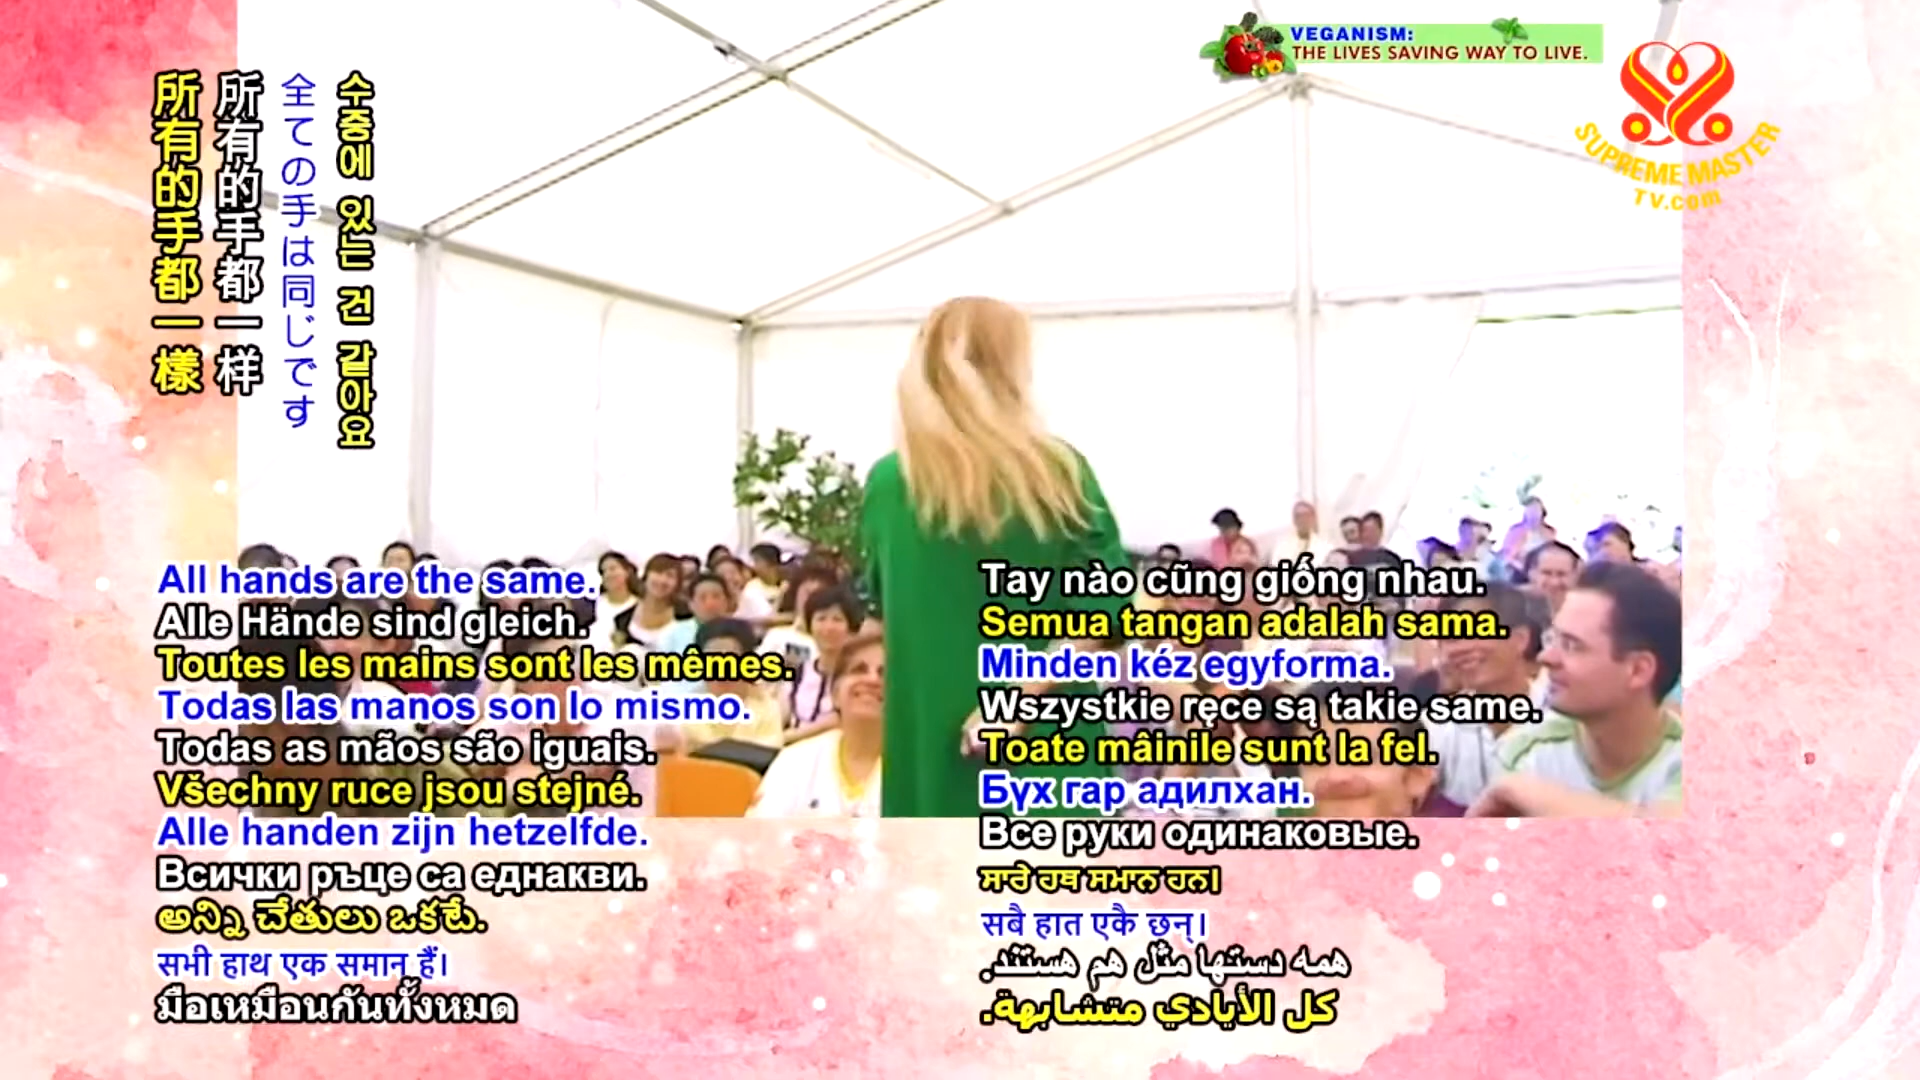 VEGANISM:
THE LIVES SAVING WAY TO LIVE.
SUPREME MASTER
TV.com
수중에 있는 건 같아요
全ての手は同じです
所有的手都一样
所有的手都一樣
All hands are the same.
Alle Hände sind gleich.
Toutes les mains sont les mêmes.
Todas las manos son lo mismo.
Todas as mãos são iguais.
Všechny ruce jsou stejné.
Alle handen zijn hetzelfde.
Всички ръце са еднакви.
అన్ని చేతులు ఒకటే.
सभी हाथ एक समान हैं।
มือเหมือนกันทั้งหมด
Tay nào cũng giống nhau.
Semua tangan adalah sama.
Minden kéz egyforma.
Wszystkie ręce są takie same.
Toate mâinile sunt la fel.
Бүх гар адилхан.
Все руки одинаковые.
ਸਾਰੇ ਹਥ ਸਮਾਨ ਹਨ।
सबै हात एकै छन्।
همه دستها مثل هم هستند.
كل الأيادي متشابهة.